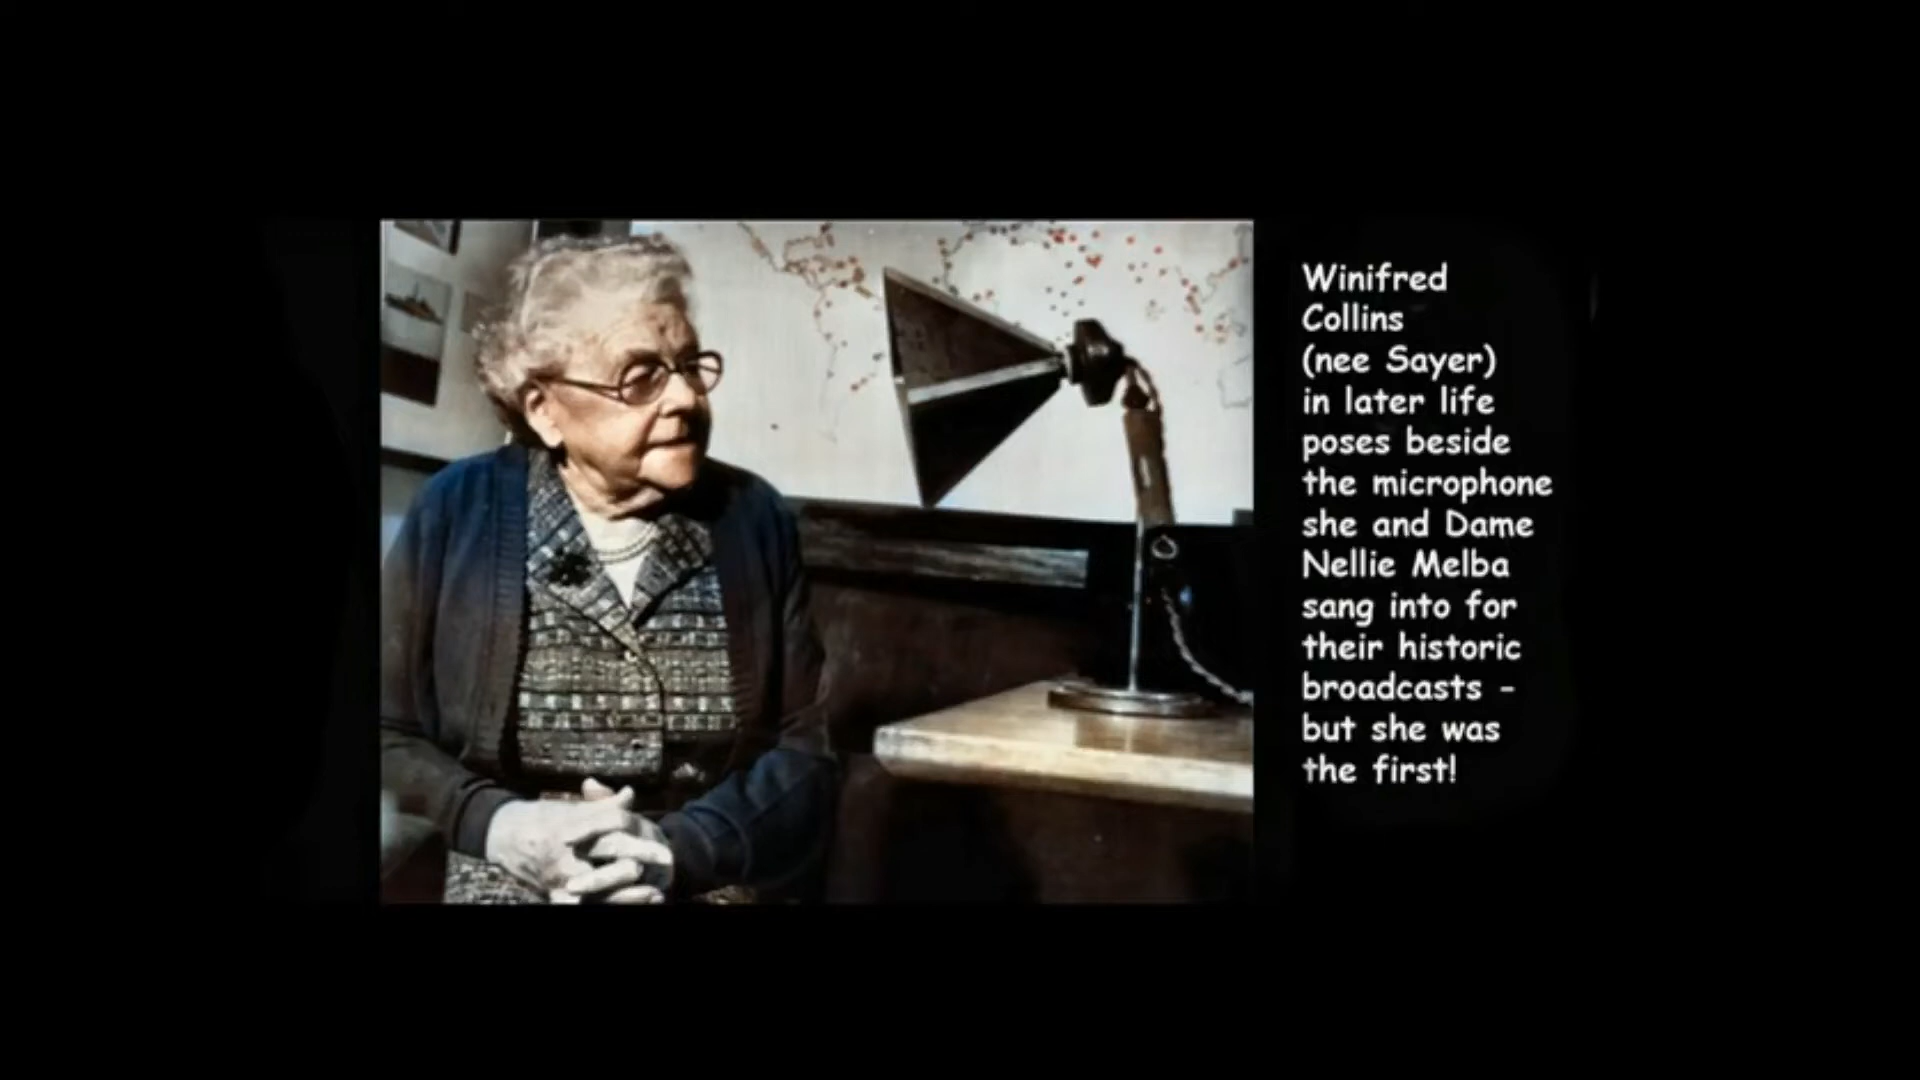 Winifred
Collins
(nee Sayer)
in later life
poses beside
the microphone
she and Dame
Nellie Melba
sang into for
their historic
broadcasts -
but she was
the first!